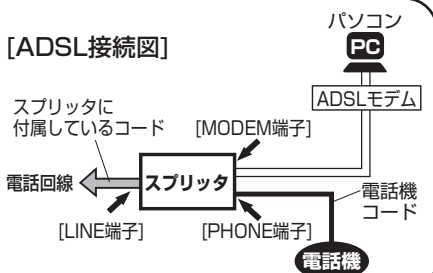 パソコン
PC
[ADSL接続図]
ADSLモデム
スプリッタに
付属しているコード
[MODEM端子]
電話回線
スプリッタ
電話機
コード
[LINE端子]
[PHONE端子]
電話機